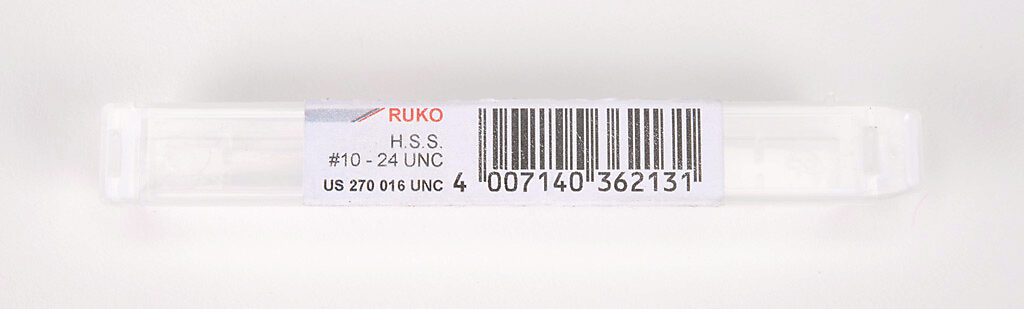 RUKO
H.S.S.
#10 - 24 UNC
US 270 016 UNC
4 007140 362131